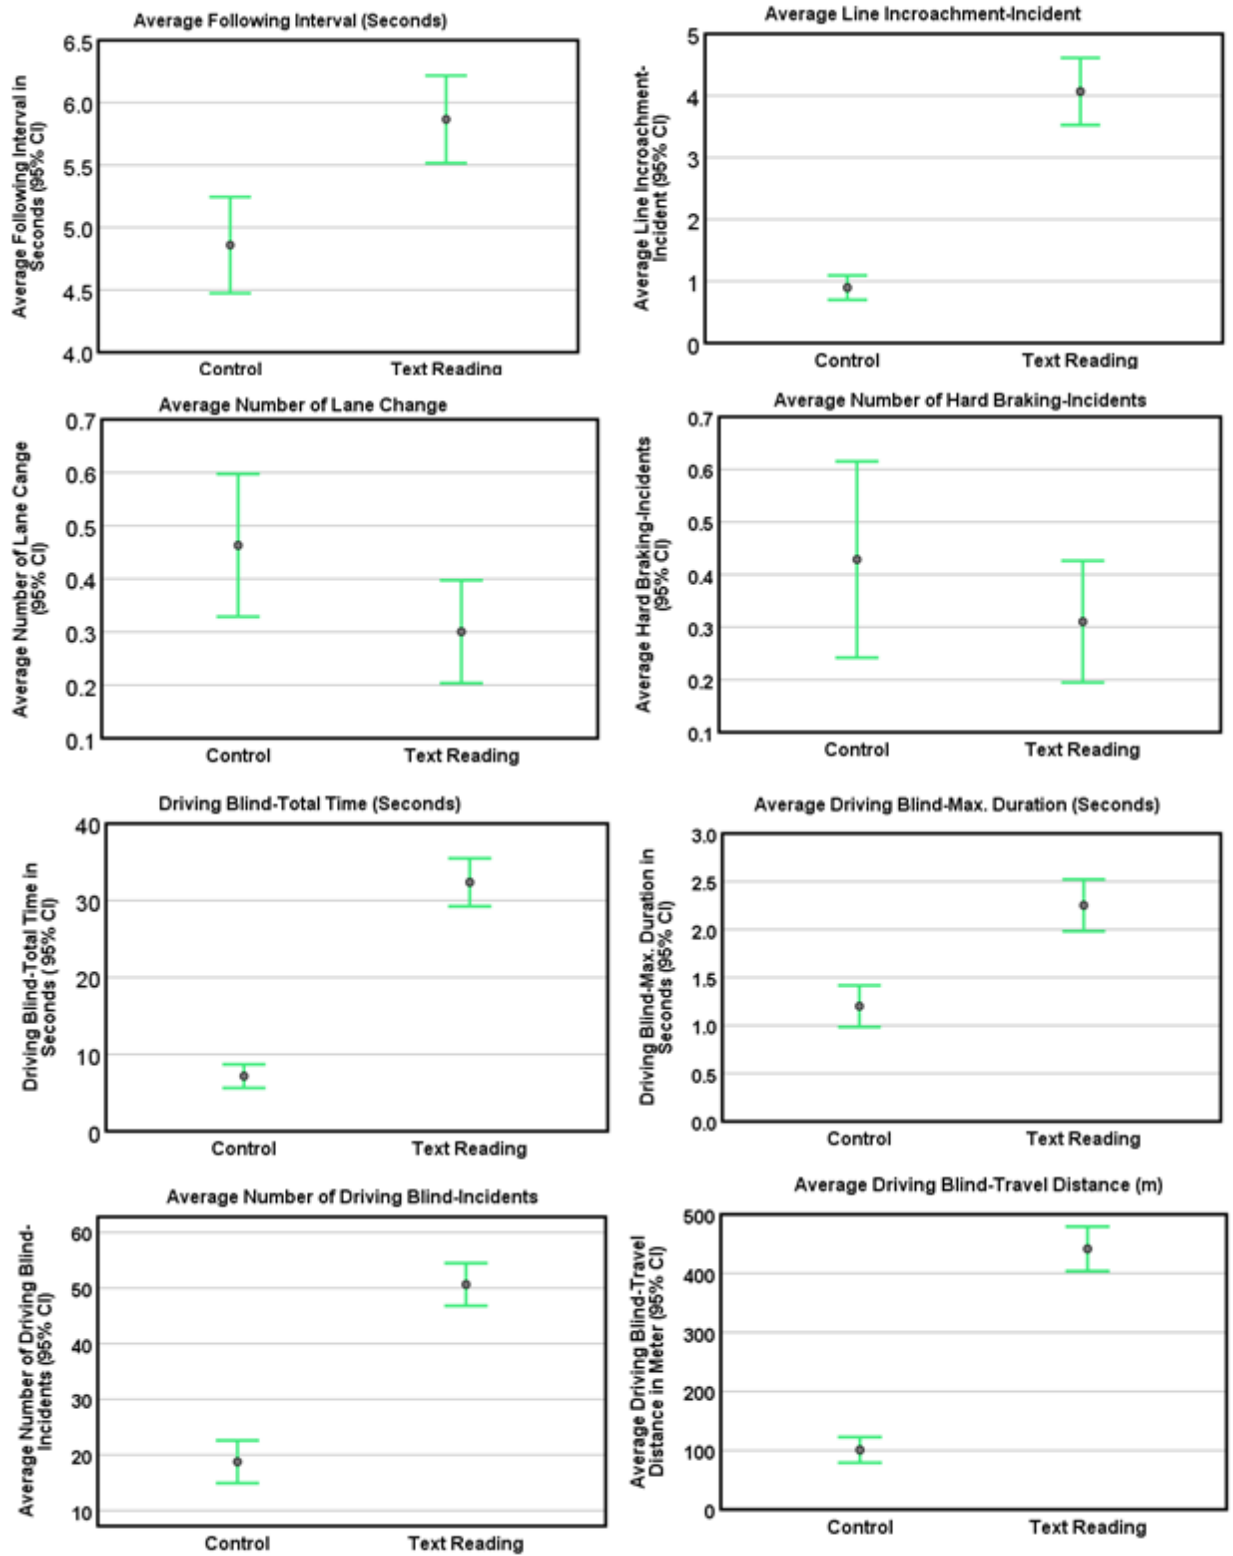 Average Following Interval (Seconds)
Average Following Interval in
Seconds (95% CI)
6.5
6.0
5.5
5.0
4.5
4.0
Control
Text Reading
Average Line Incroachment-Incident
Average Line Incroachment-
Incident (95% CI)
5
4
3
2
1
0
Control
Text Reading
Average Number of Lane Change
Average Number of Lane Cange
(95% CI)
0.7
0.6
0.5
0.4
0.3
0.2
0.1
Control
Text Reading
Average Number of Hard Braking-Incidents
Average Hard Braking-Incidents
(95% CI)
0.7
0.6
0.5
0.4
0.3
0.2
0.1
Control
Text Reading
Driving Blind-Total Time (Seconds)
Driving Blind-Total Time in
Seconds ( 95% CI)
40
30
20
10
0
Control
Text Reading
Average Driving Blind-Max. Duration (Seconds)
Driving Blind-Max. Duration in
Seconds (95% CI)
3.0
2.5
2.0
1.5
1.0
0.5
0.0
Control
Text Reading
Average Number of Driving Blind-Incidents
Average Number of Driving Blind-
Incidents (95% CI)
60
50
40
30
20
10
Control
Text Reading
Average Driving Blind-Travel Distance (m)
Average Driving Blind-Travel
Distance in Meter (95% CI)
500
400
300
200
100
0
Control
Text Reading